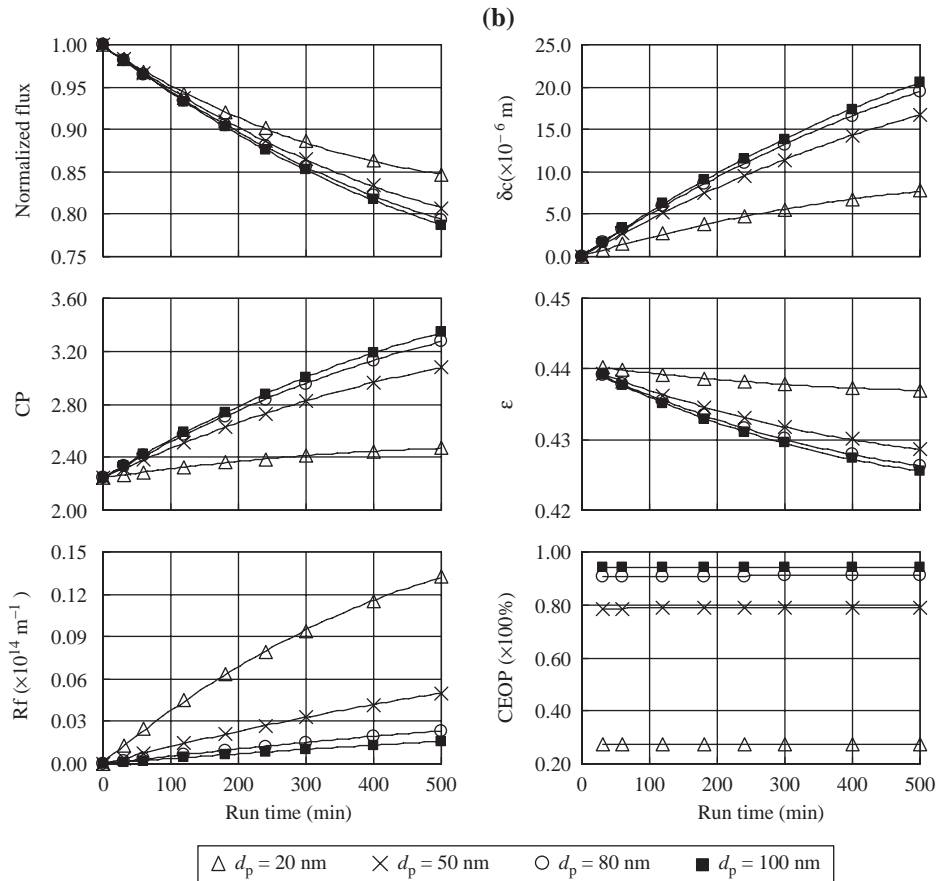 (b)
Normalized flux
1.00
0.95
0.90
0.85
0.80
0.75
δc(×10⁻⁶ m)
25.0
20.0
15.0
10.0
5.0
0.0
CP
3.60
3.20
2.80
2.40
2.00
ε
0.45
0.44
0.43
0.42
Rf (×10¹⁴ m⁻¹)
0.15
0.12
0.09
0.06
0.03
0.00
0 100 200 300 400 500
Run time (min)
CEOP (×100%)
1.00
0.80
0.60
0.40
0.20
0 100 200 300 400 500
Run time (min)
△ dₚ = 20 nm × dₚ = 50 nm ○ dₚ = 80 nm ■ dₚ = 100 nm